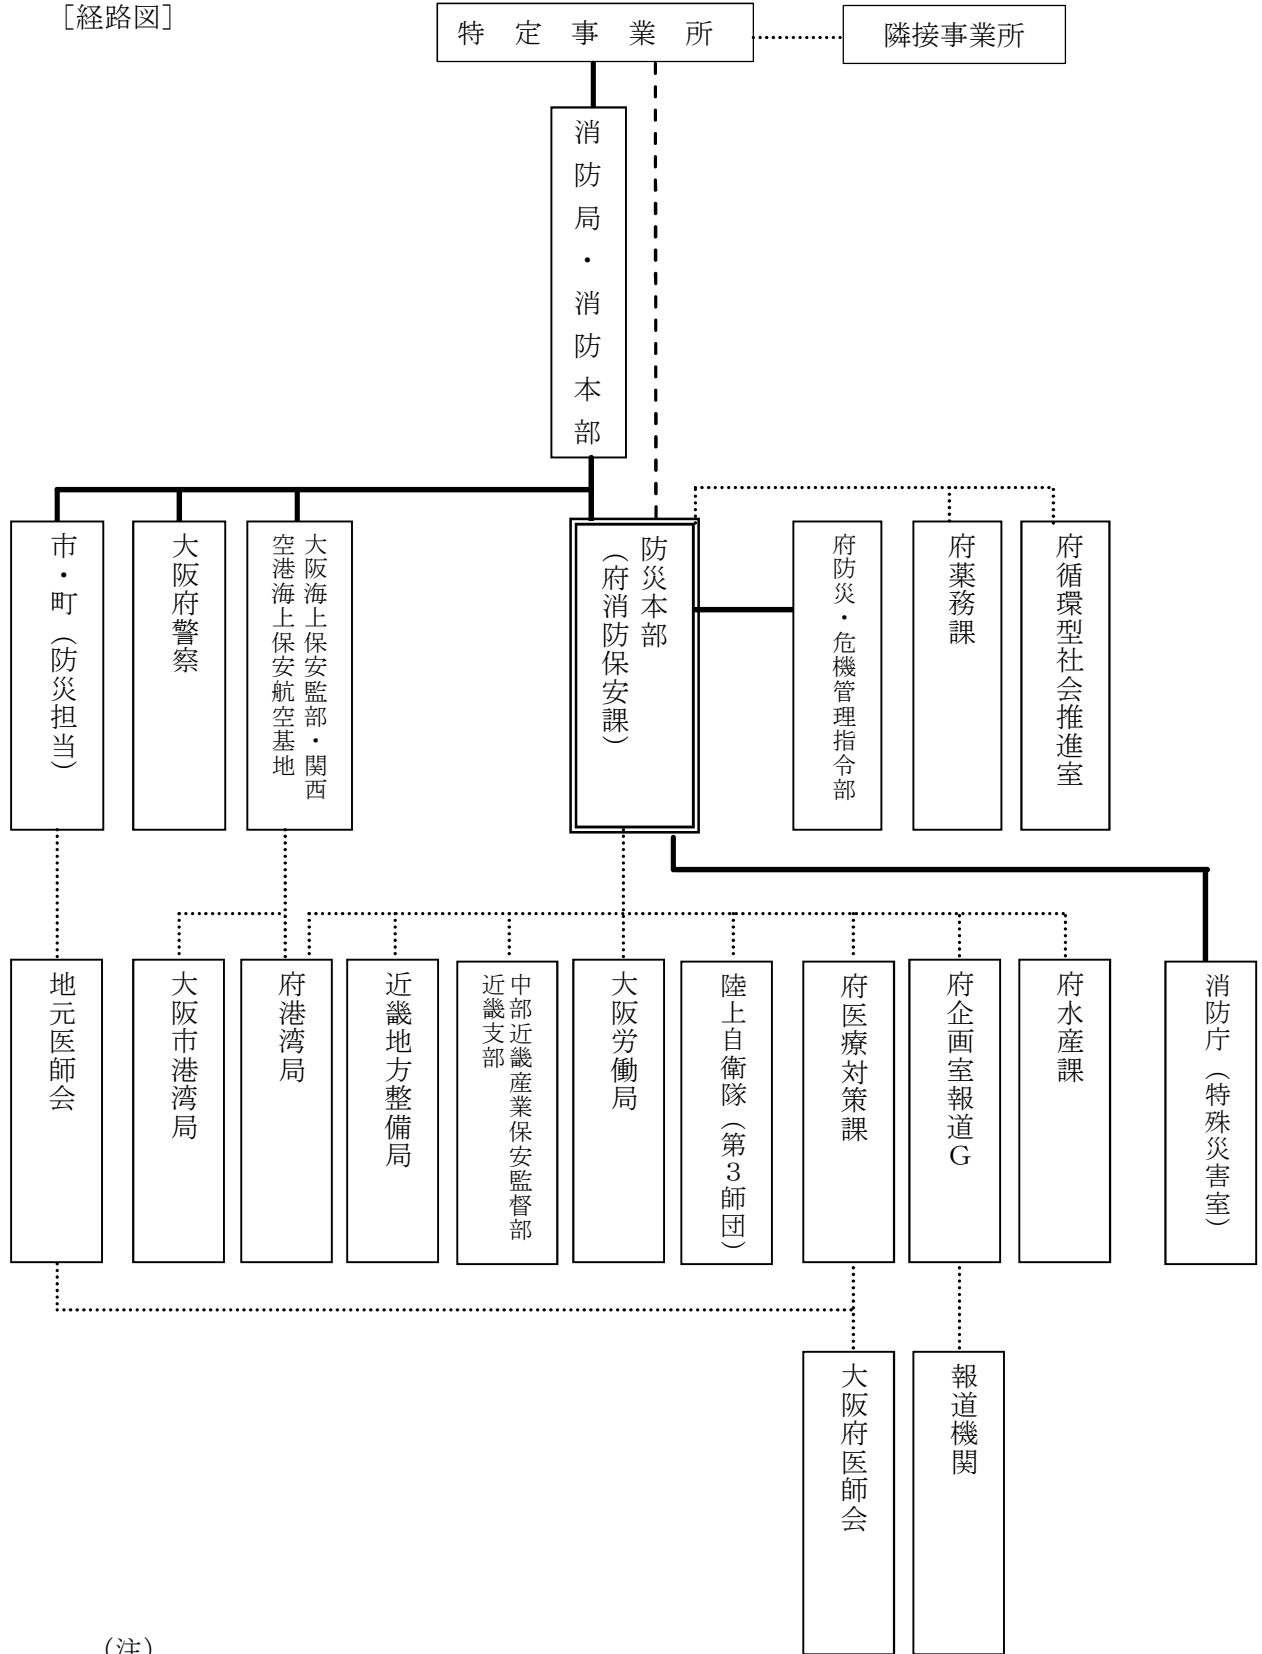 ［経路図］
特定事業所
隣接事業所
消防局・消防本部
市・町（防災担当）
大阪府警察
大阪海上保安監部・関西
空港海上保安航空基地
防災本部
（府消防保安課）
府防災・危機管理指令部
府薬務課
府循環型社会推進室
地元医師会
大阪市港湾局
府港湾局
近畿地方整備局
中部近畿産業保安監督部
近畿支部
大阪労働局
陸上自衛隊（第３師団）
府医療対策課
府企画室報道Ｇ
府水産課
消防庁（特殊災害室）
大阪府医師会
報道機関
（注）